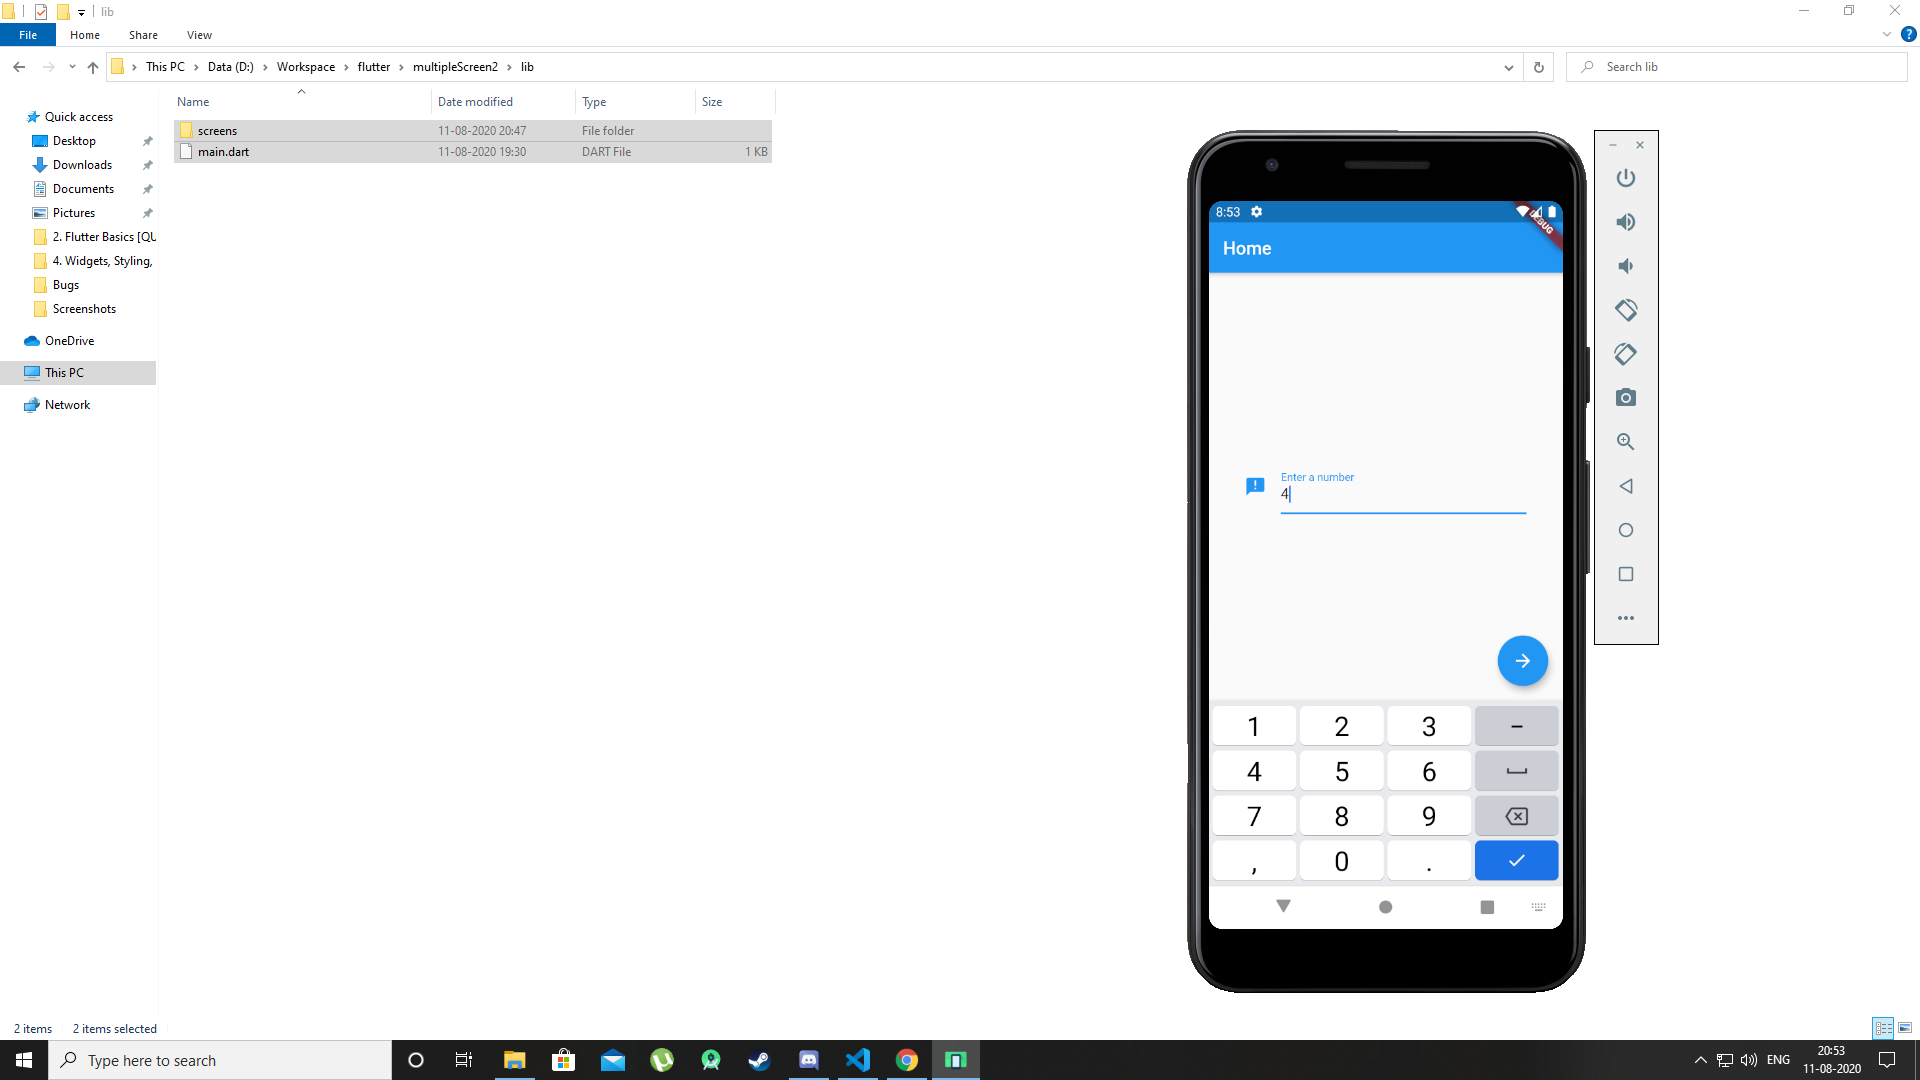 lib
File Home Share View
This PC Data (D:) Workspace flutter multipleScreen2 lib
Search lib
Name Date modified Type Size
screens 11-08-2020 20:47 File folder
main.dart 11-08-2020 19:30 DART File 1 KB
Quick access
Desktop
Downloads
Documents
Pictures
2. Flutter Basics [QU
4. Widgets, Styling,
Bugs
Screenshots
OneDrive
This PC
Network
8:53
DEBUG
Home
Enter a number
4
1 2 3 -
4 5 6
7 8 9
, 0 .
2 items 2 items selected
Type here to search
ENG
20:53
11-08-2020